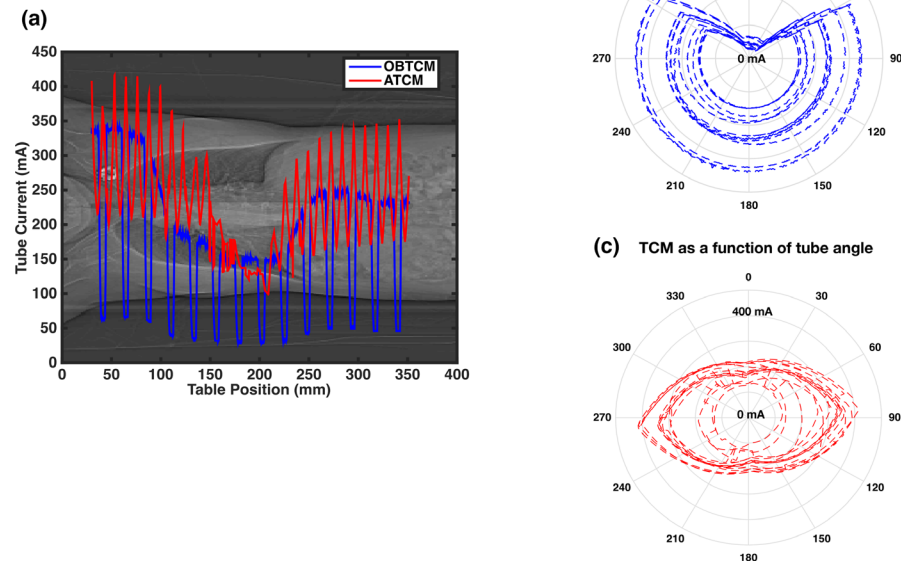 (a)
450
400
350
300
250
200
150
100
50
0
Tube Current (mA)
OBTCM
ATCM
0 50 100 150 200 250 300 350 400
Table Position (mm)
270 0 mA 90
240 120
210 150
180
(c) TCM as a function of tube angle
0
330 30
400 mA
300 60
270 0 mA 90
240 120
210 150
180